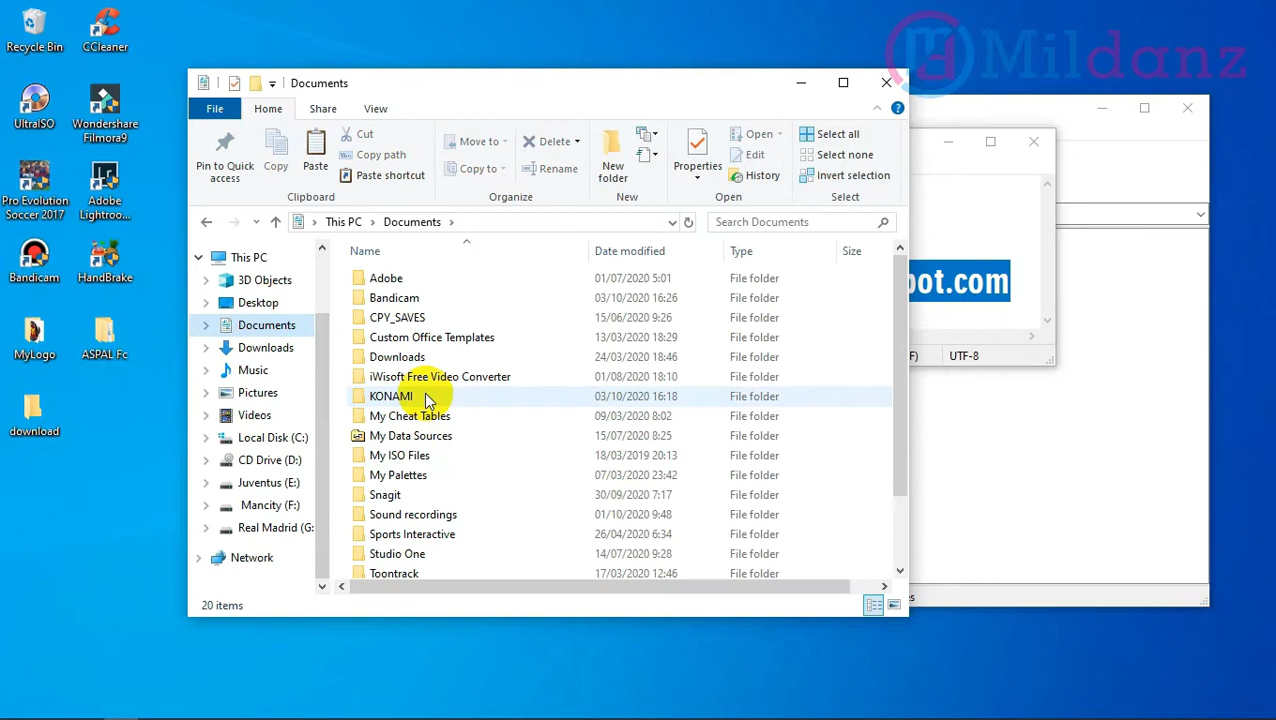 Recycle Bin
CCleaner
UltraISO
Wondershare
Filmora9
Pro Evolution
Soccer 2017
Adobe
Lightroo...
Bandicam
HandBrake
MyLogo
ASPAL Fc
download
Mildanz
Documents
File
Home
Share
View
Pin to Quick
access
Copy
Paste
Cut
Copy path
Paste shortcut
Clipboard
Move to
Copy to
Delete
Rename
Organize
New
folder
New
Properties
Open
Edit
History
Open
Select all
Select none
Invert selection
Select
This PC
Documents
Search Documents
This PC
3D Objects
Desktop
Documents
Downloads
Music
Pictures
Videos
Local Disk (C:)
CD Drive (D:)
Juventus (E:)
Mancity (F:)
Real Madrid (G:
Network
Name Date modified Type Size
Adobe 01/07/2020 5:01 File folder
Bandicam 03/10/2020 16:26 File folder
CPY_SAVES 15/06/2020 9:26 File folder
Custom Office Templates 13/03/2020 18:29 File folder
Downloads 24/03/2020 18:46 File folder
iWisoft Free Video Converter 01/08/2020 18:10 File folder
KONAMI 03/10/2020 16:18 File folder
My Cheat Tables 09/03/2020 8:02 File folder
My Data Sources 15/07/2020 8:25 File folder
My ISO Files 18/03/2019 20:13 File folder
My Palettes 07/03/2020 23:42 File folder
Snagit 30/09/2020 7:17 File folder
Sound recordings 01/10/2020 9:48 File folder
Sports Interactive 26/04/2020 6:34 File folder
Studio One 14/07/2020 9:28 File folder
Toontrack 17/03/2020 12:46 File folder
20 items
pot.com
F)
UTF-8
es